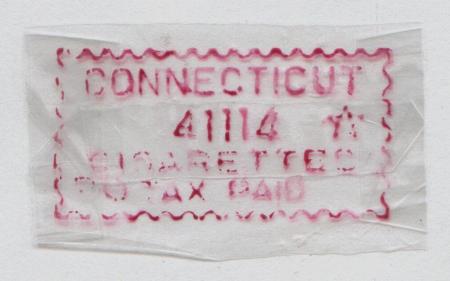 CONNECTICUT
41114 ☆
CIGARETTES
TAX PAID